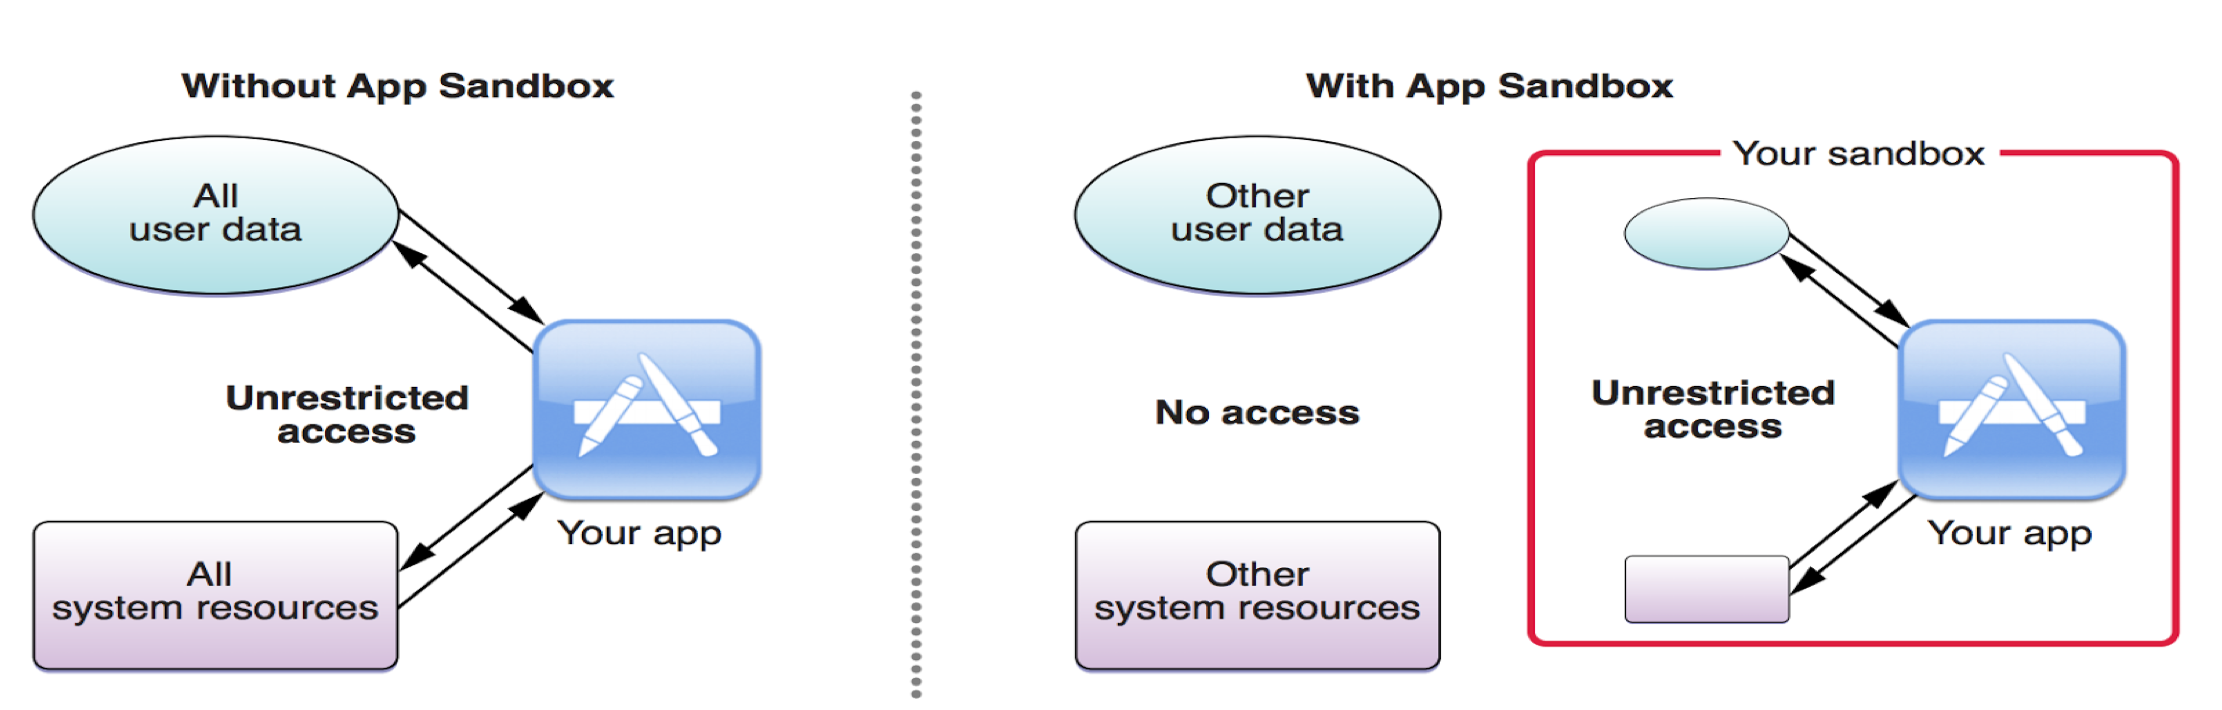 Without App Sandbox
All
user data
Unrestricted
access
Your app
All
system resources
With App Sandbox
Other
user data
No access
Other
system resources
Your sandbox
Unrestricted
access
Your app